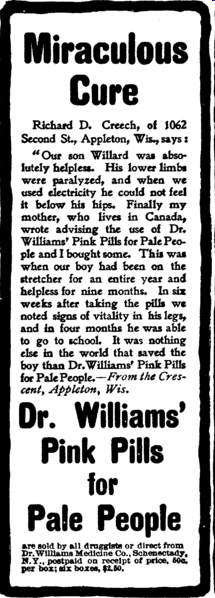 Miraculous
Cure
Richard D. Creech, of 1062
Second St., Appleton, Wis., says:
"Our son Willard was abso-
lutely helpless. His lower limbs
were paralyzed, and when we
used electricity he could not feel
it below his hips. Finally my
mother, who lives in Canada,
wrote advising the use of Dr.
Williams' Pink Pills for Pale Peo-
ple and I bought some. This was
when our boy had been on the
stretcher for an entire year and
helpless for nine months. In six
weeks after taking the pills we
noted signs of vitality in his legs,
and in four months he was able
to go to school. It was nothing
else in the world that saved the
boy than Dr. Williams' Pink Pills
for Pale People.—From the Cres-
cent, Appleton, Wis.
Dr. Williams'
Pink Pills
for
Pale People
are sold by all druggists or direct from
Dr. Williams Medicine Co., Schenectady,
N.Y., postpaid on receipt of price, 50c.
per box; six boxes, $2.50.